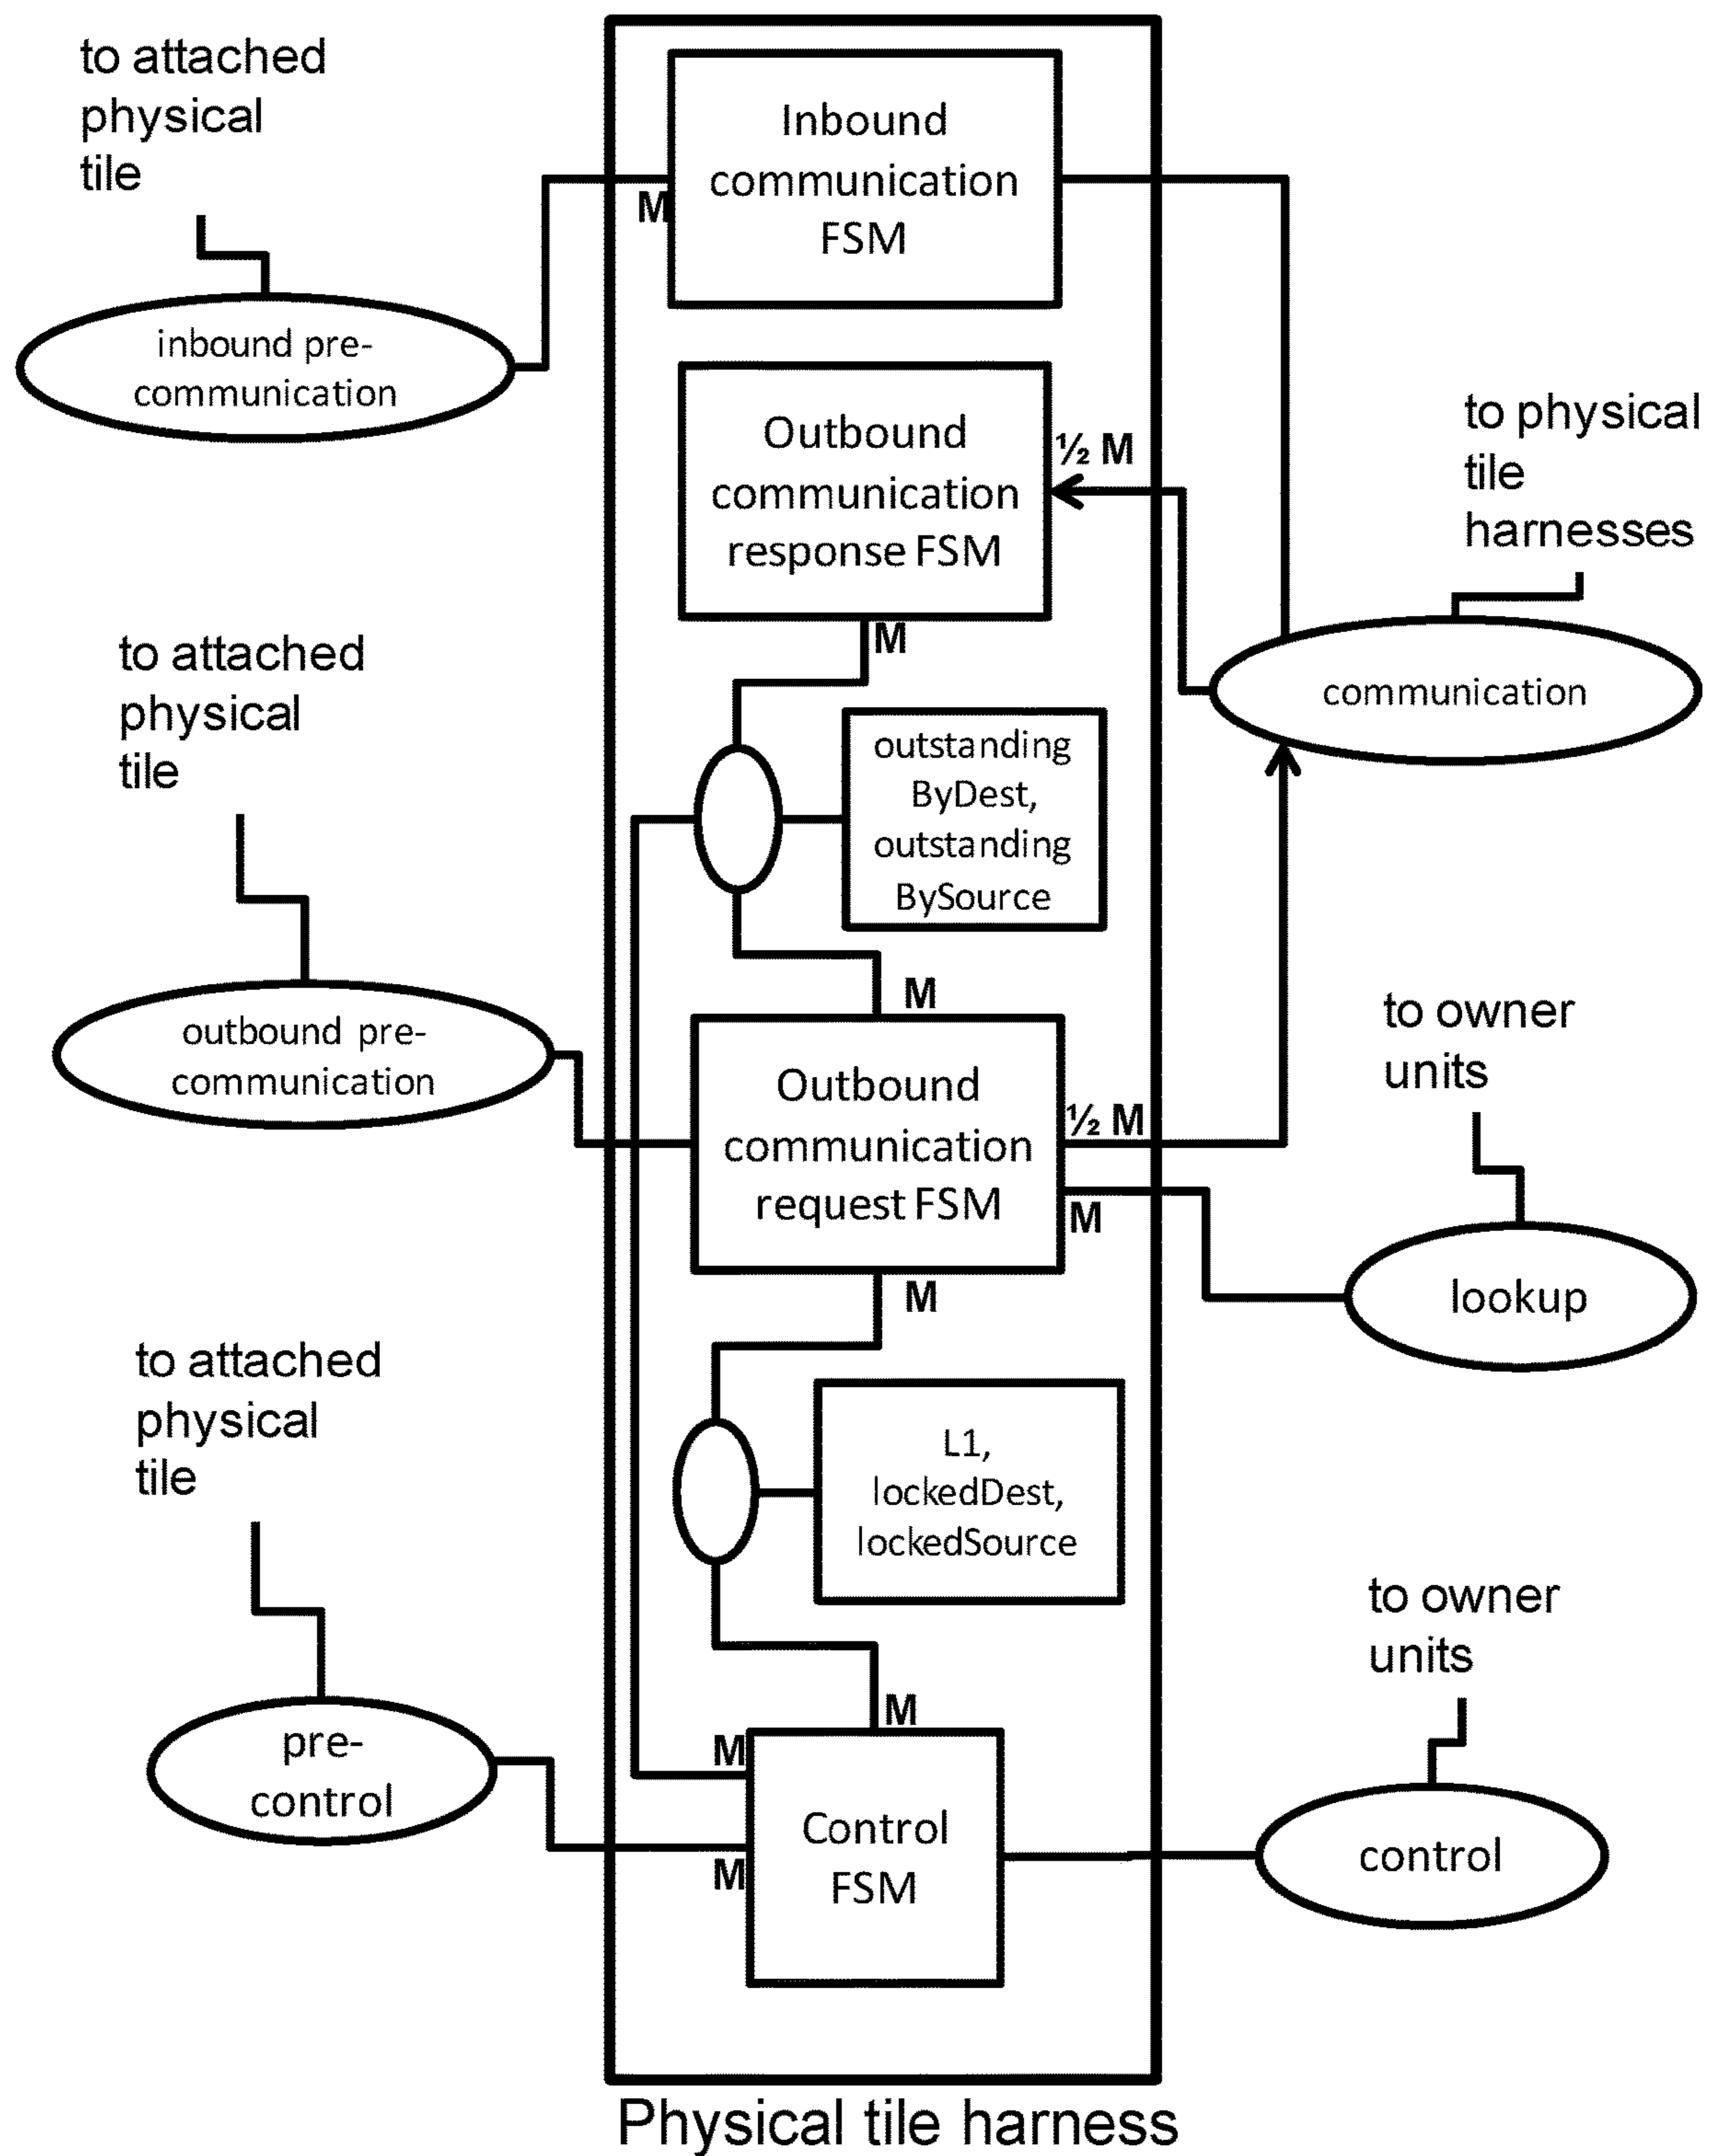 to attached
physical
tile
Inbound
communication
FSM
M
inbound pre-
communication
Outbound
communication
response FSM
½ M
M
to physical
tile
harnesses
communication
to attached
physical
tile
outstanding
ByDest,
outstanding
BySource
M
outbound pre-
communication
Outbound
communication
request FSM
½ M
M
M
to owner
units
lookup
to attached
physical
tile
L1,
lockedDest,
lockedSource
M
M
M
pre-
control
Control
FSM
to owner
units
control
Physical tile harness